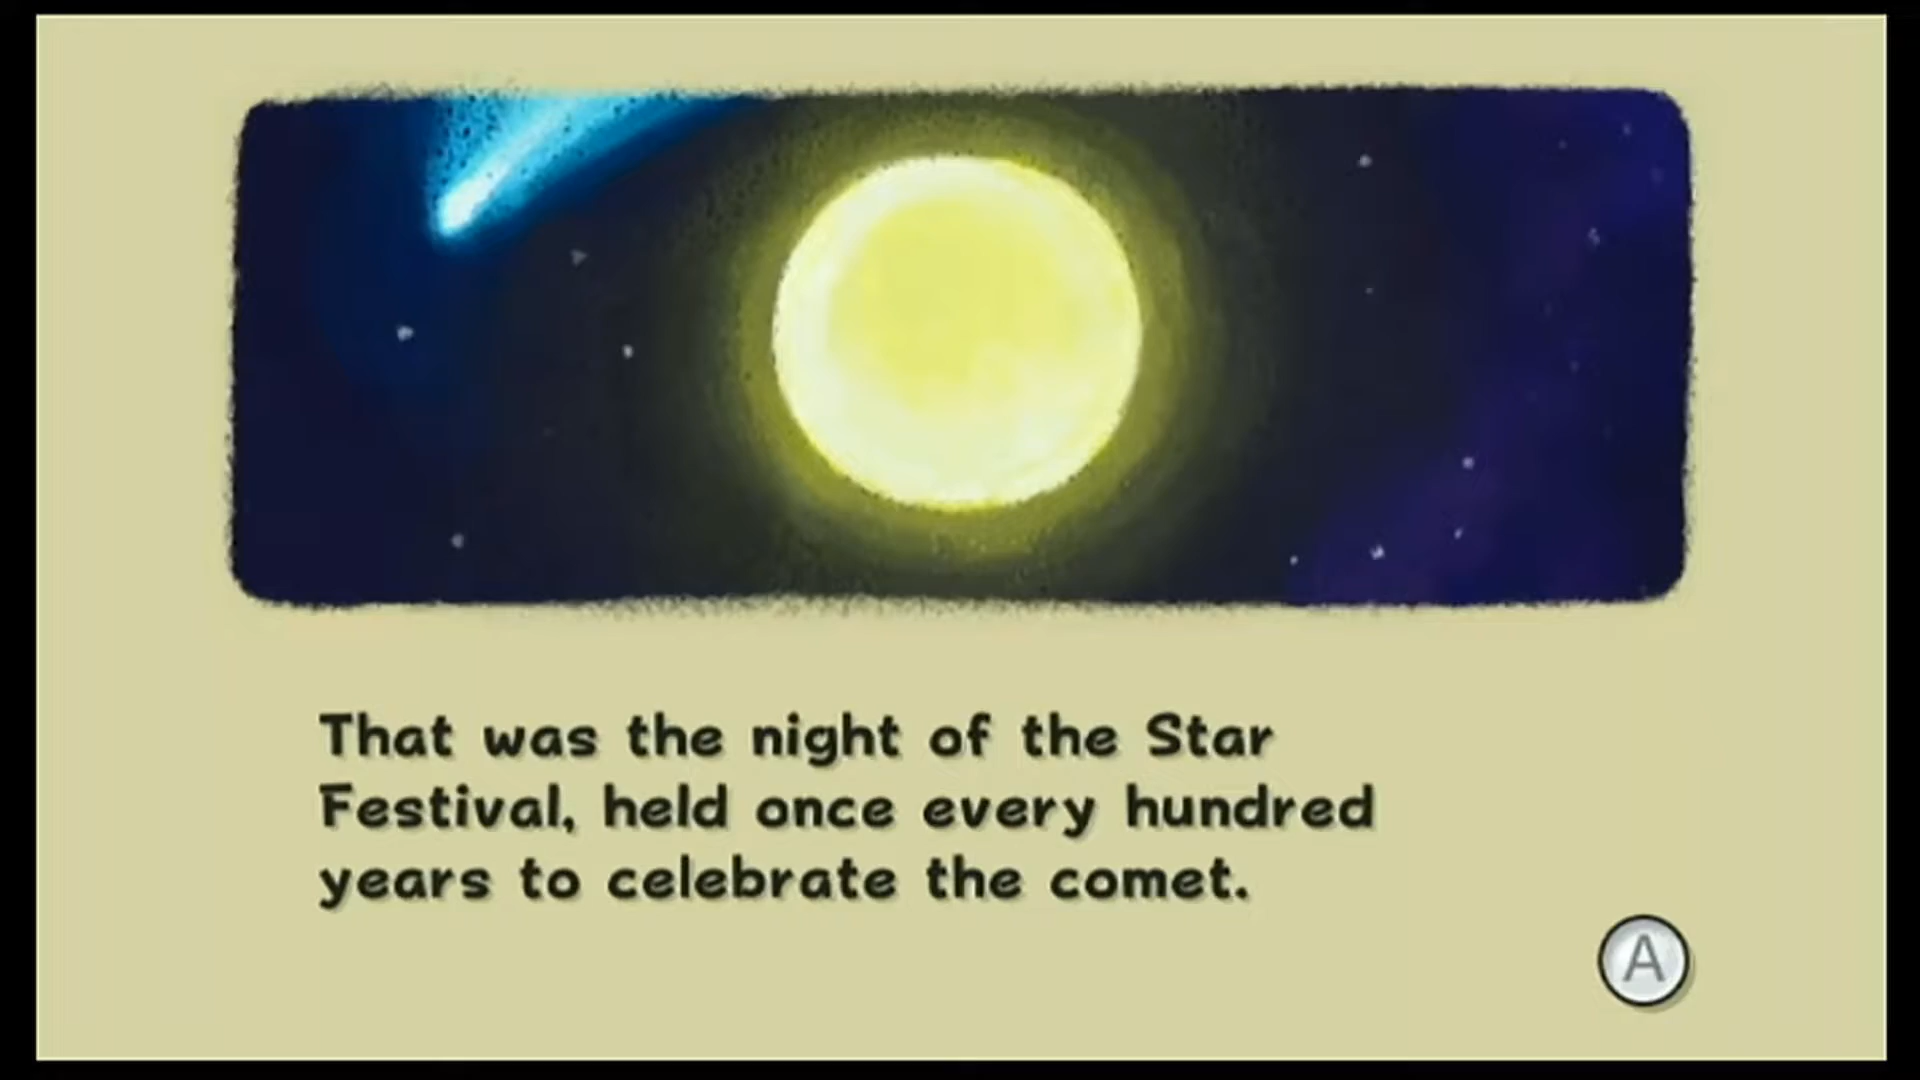 That was the night of the Star
Festival, held once every hundred
years to celebrate the comet.
A